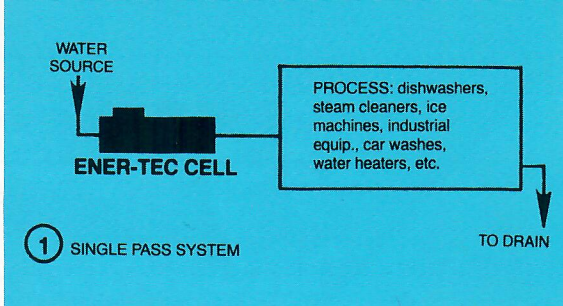 WATER
SOURCE
PROCESS: dishwashers,
steam cleaners, ice
machines, industrial
equip., car washes,
water heaters, etc.
ENER-TEC CELL
TO DRAIN
1 SINGLE PASS SYSTEM